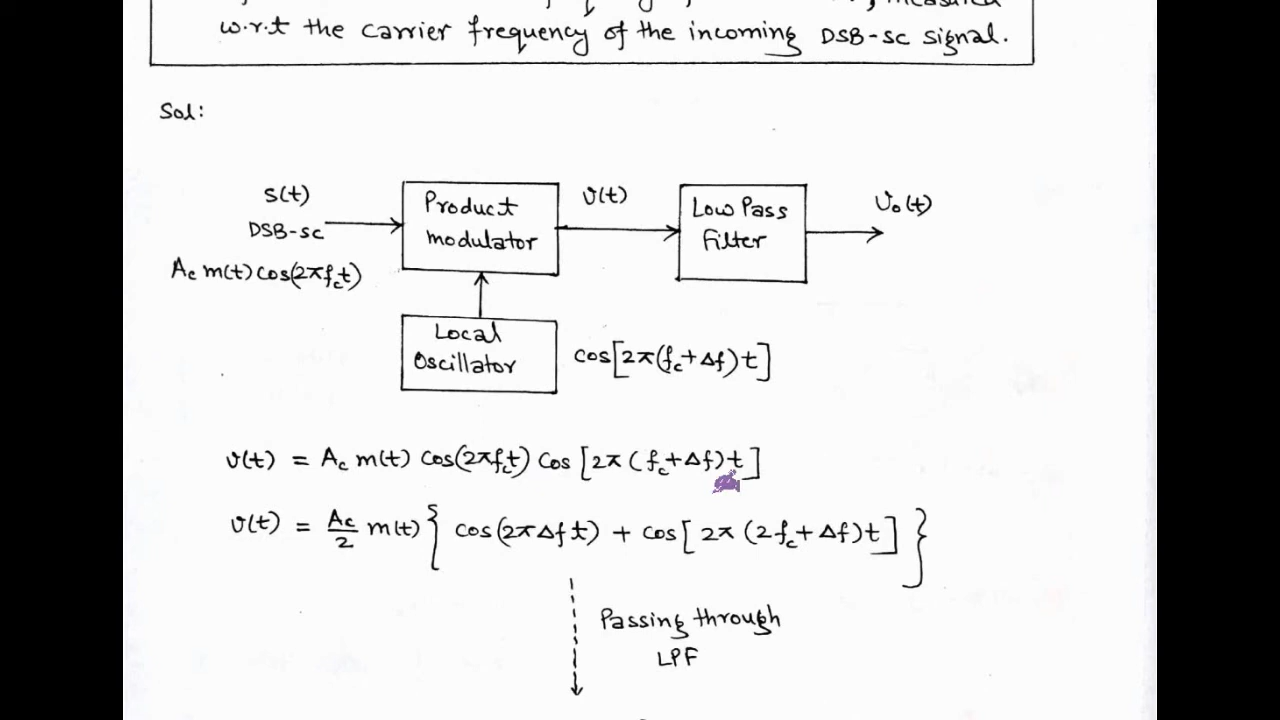 w.r.t the carrier frequency of the incoming DSB-SC signal.
Sol:
s(t)
DSB-SC
Ac m(t) cos(2πfct)
Product
modulator
v(t)
Low Pass
Filter
vo(t)
Local
Oscillator
cos[2π(fc+Δf)t]
v(t) = Ac m(t) cos(2πfct) cos[2π(fc+Δf)t]
v(t) = Ac/2 m(t) { cos(2πΔft) + cos[2π(2fc+Δf)t] }
Passing through
LPF